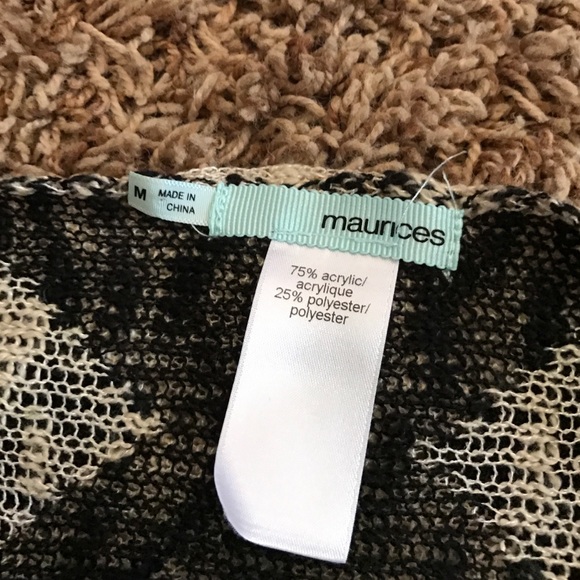 M
MADE IN
CHINA
maurices
75% acrylic/
acrylique
25% polyester/
polyester